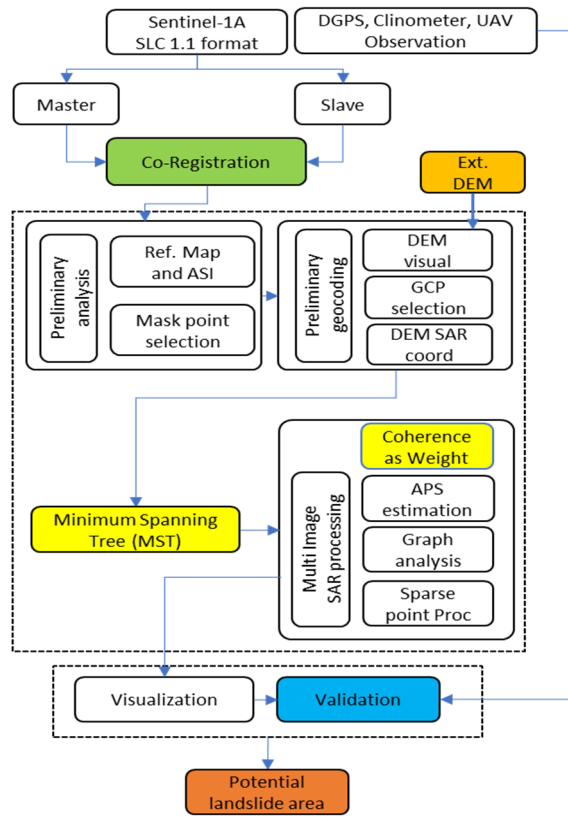 Sentinel-1A
SLC 1.1 format
DGPS, Clinometer, UAV
Observation
Master
Slave
Co-Registration
Ext.
DEM
Preliminary
analysis
Ref. Map
and ASI
Mask point
selection
Preliminary
geocoding
DEM
visual
GCP
selection
DEM SAR
coord
Minimum Spanning
Tree (MST)
Multi Image
SAR processing
Coherence
as Weight
APS
estimation
Graph
analysis
Sparse
point Proc
Visualization
Validation
Potential
landslide area